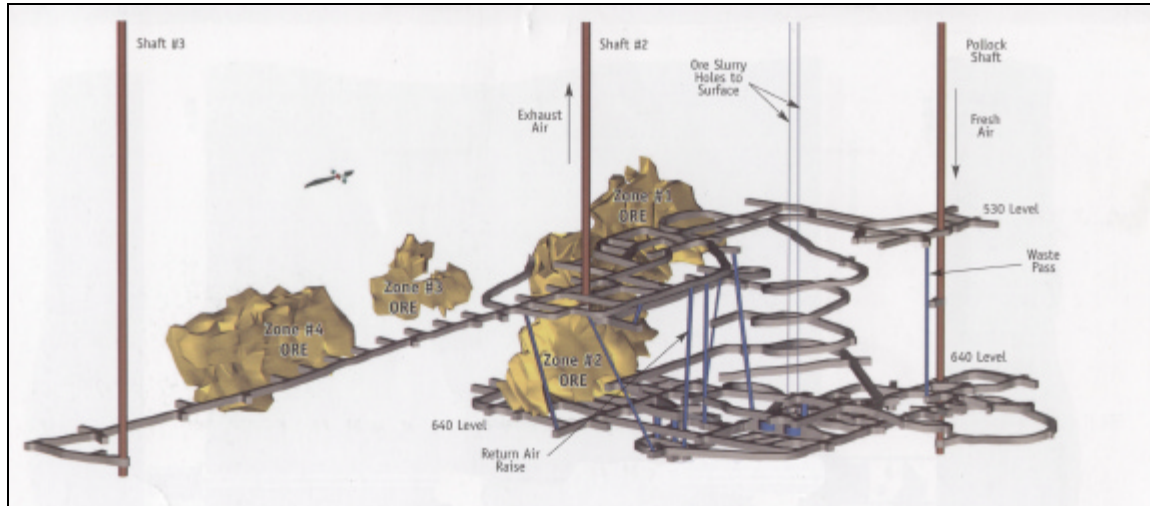 Shaft #3
Shaft #2
Ore Slurry
Holes to
Surface
Pollock
Shaft
Exhaust
Air
Fresh
Air
Zone #1
ORE
530 Level
Waste
Pass
Zone #3
ORE
Zone #4
ORE
Zone #2
ORE
640 Level
640 Level
Return Air
Raise